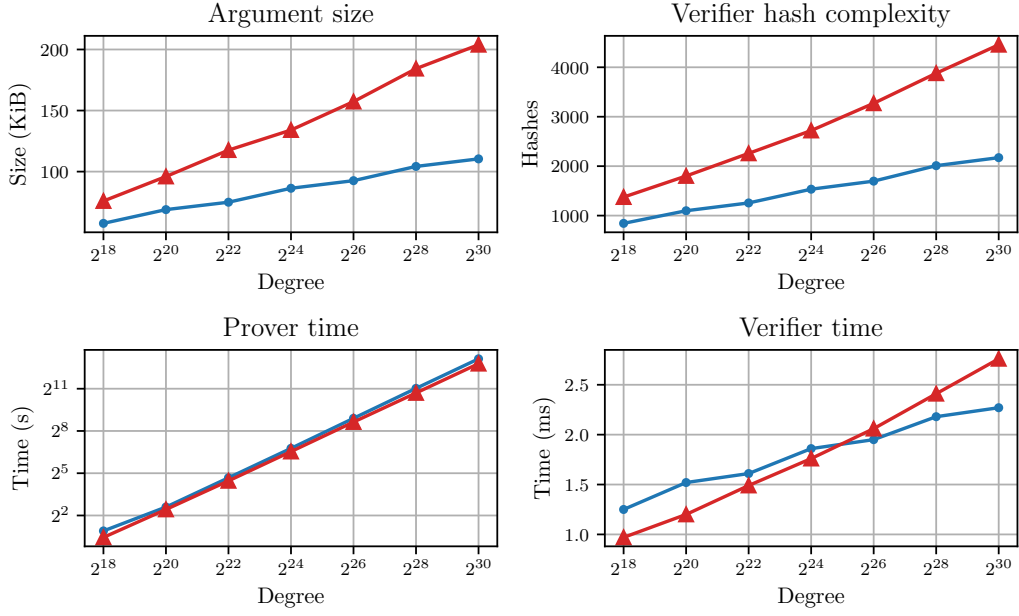 Argument size
Size (KiB)
200
150
100
2^18 2^20 2^22 2^24 2^26 2^28 2^30
Degree
Verifier hash complexity
Hashes
4000
3000
2000
1000
2^18 2^20 2^22 2^24 2^26 2^28 2^30
Degree
Prover time
Time (s)
2^11
2^8
2^5
2^2
2^18 2^20 2^22 2^24 2^26 2^28 2^30
Degree
Verifier time
Time (ms)
2.5
2.0
1.5
1.0
2^18 2^20 2^22 2^24 2^26 2^28 2^30
Degree